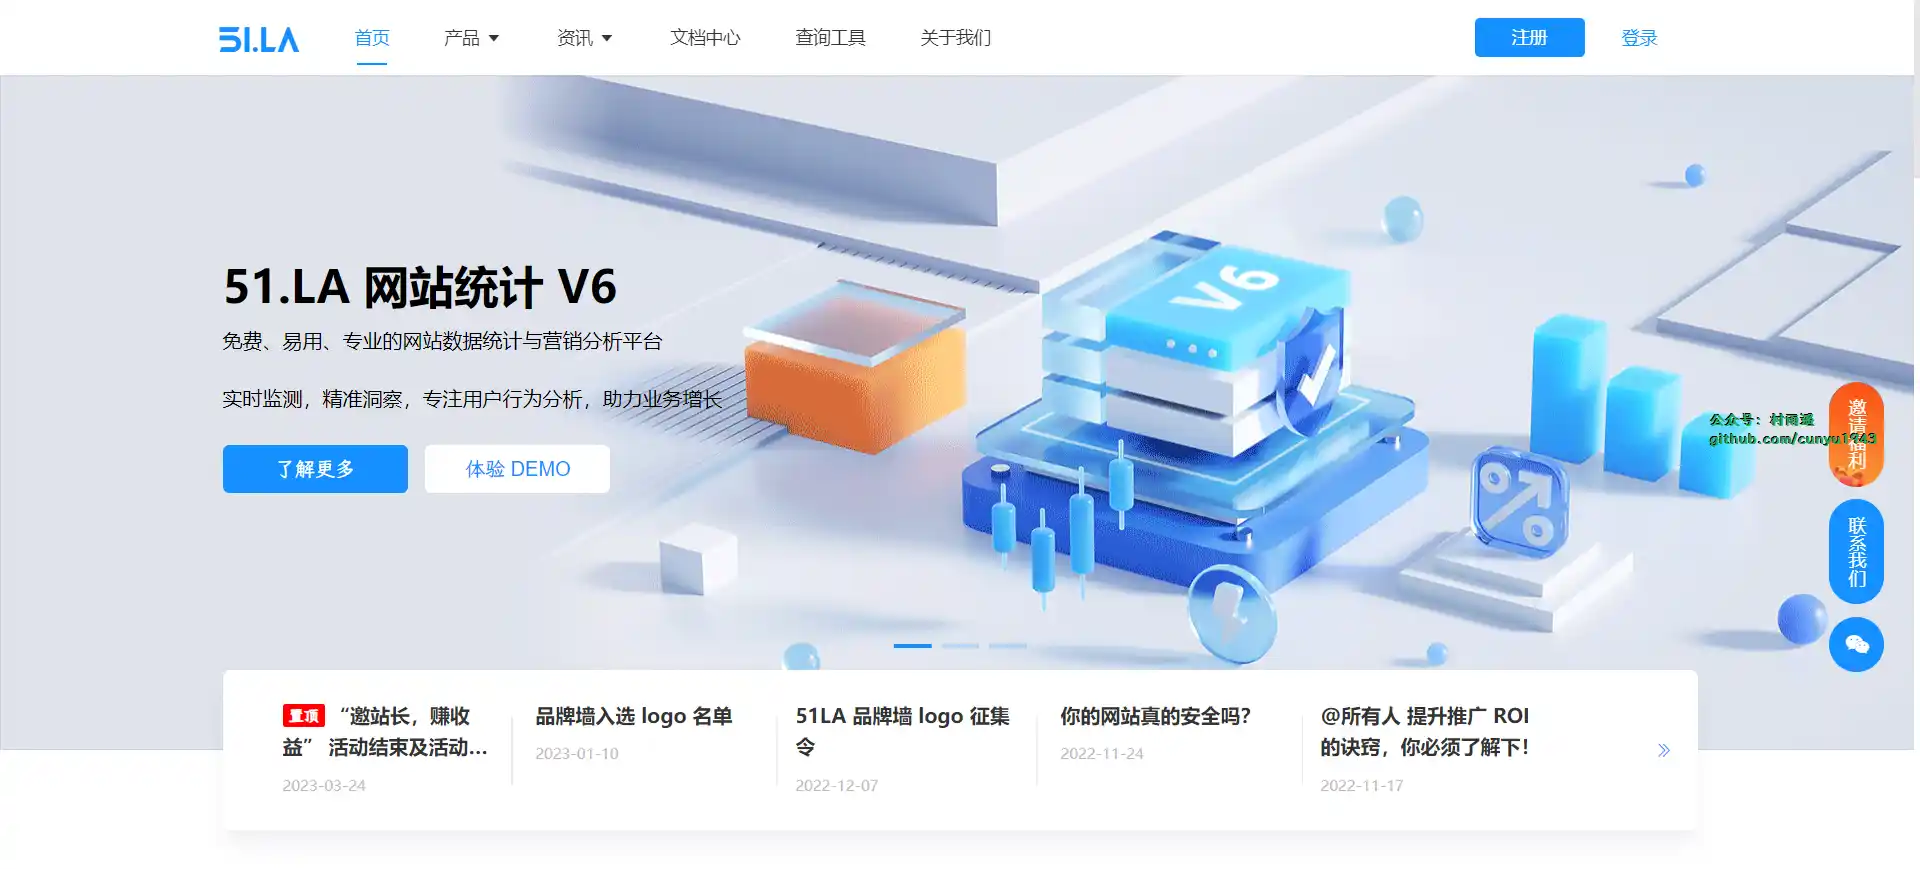 51.LA
首页
产品
资讯
文档中心
查询工具
关于我们
注册
登录
51.LA 网站统计 V6
免费、易用、专业的网站数据统计与营销分析平台
实时监测，精准洞察，专注用户行为分析，助力业务增长
了解更多
体验 DEMO
V6
公众号：村雨遥
github.com/cunyu1943
邀请福利
联系我们
置顶 “邀站长，赚收
益” 活动结束及活动...
2023-03-24
品牌墙入选 logo 名单
2023-01-10
51LA 品牌墙 logo 征集
令
2022-12-07
你的网站真的安全吗？
2022-11-24
@所有人 提升推广 ROI
的诀窍，你必须了解下！
2022-11-17